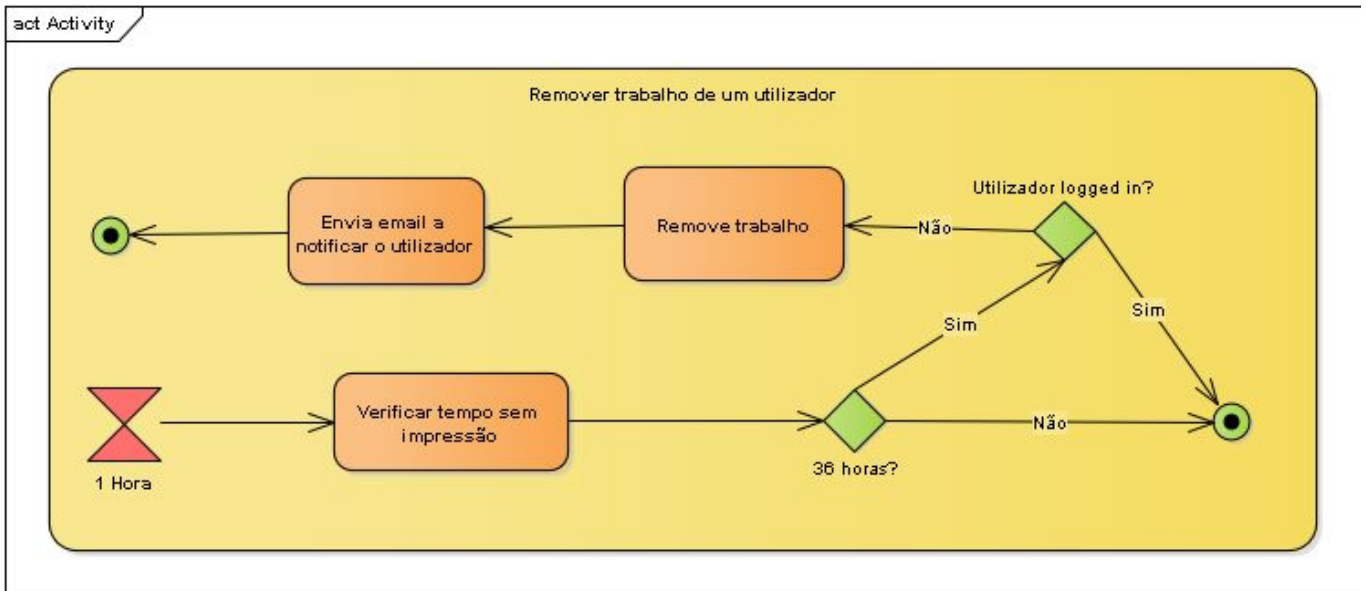 act Activity
Remover trabalho de um utilizador
Utilizador logged in?
Envia email a
notificar o utilizador
Remove trabalho
Não
Sim
Sim
Verificar tempo sem
impressão
Não
1 Hora
36 horas?